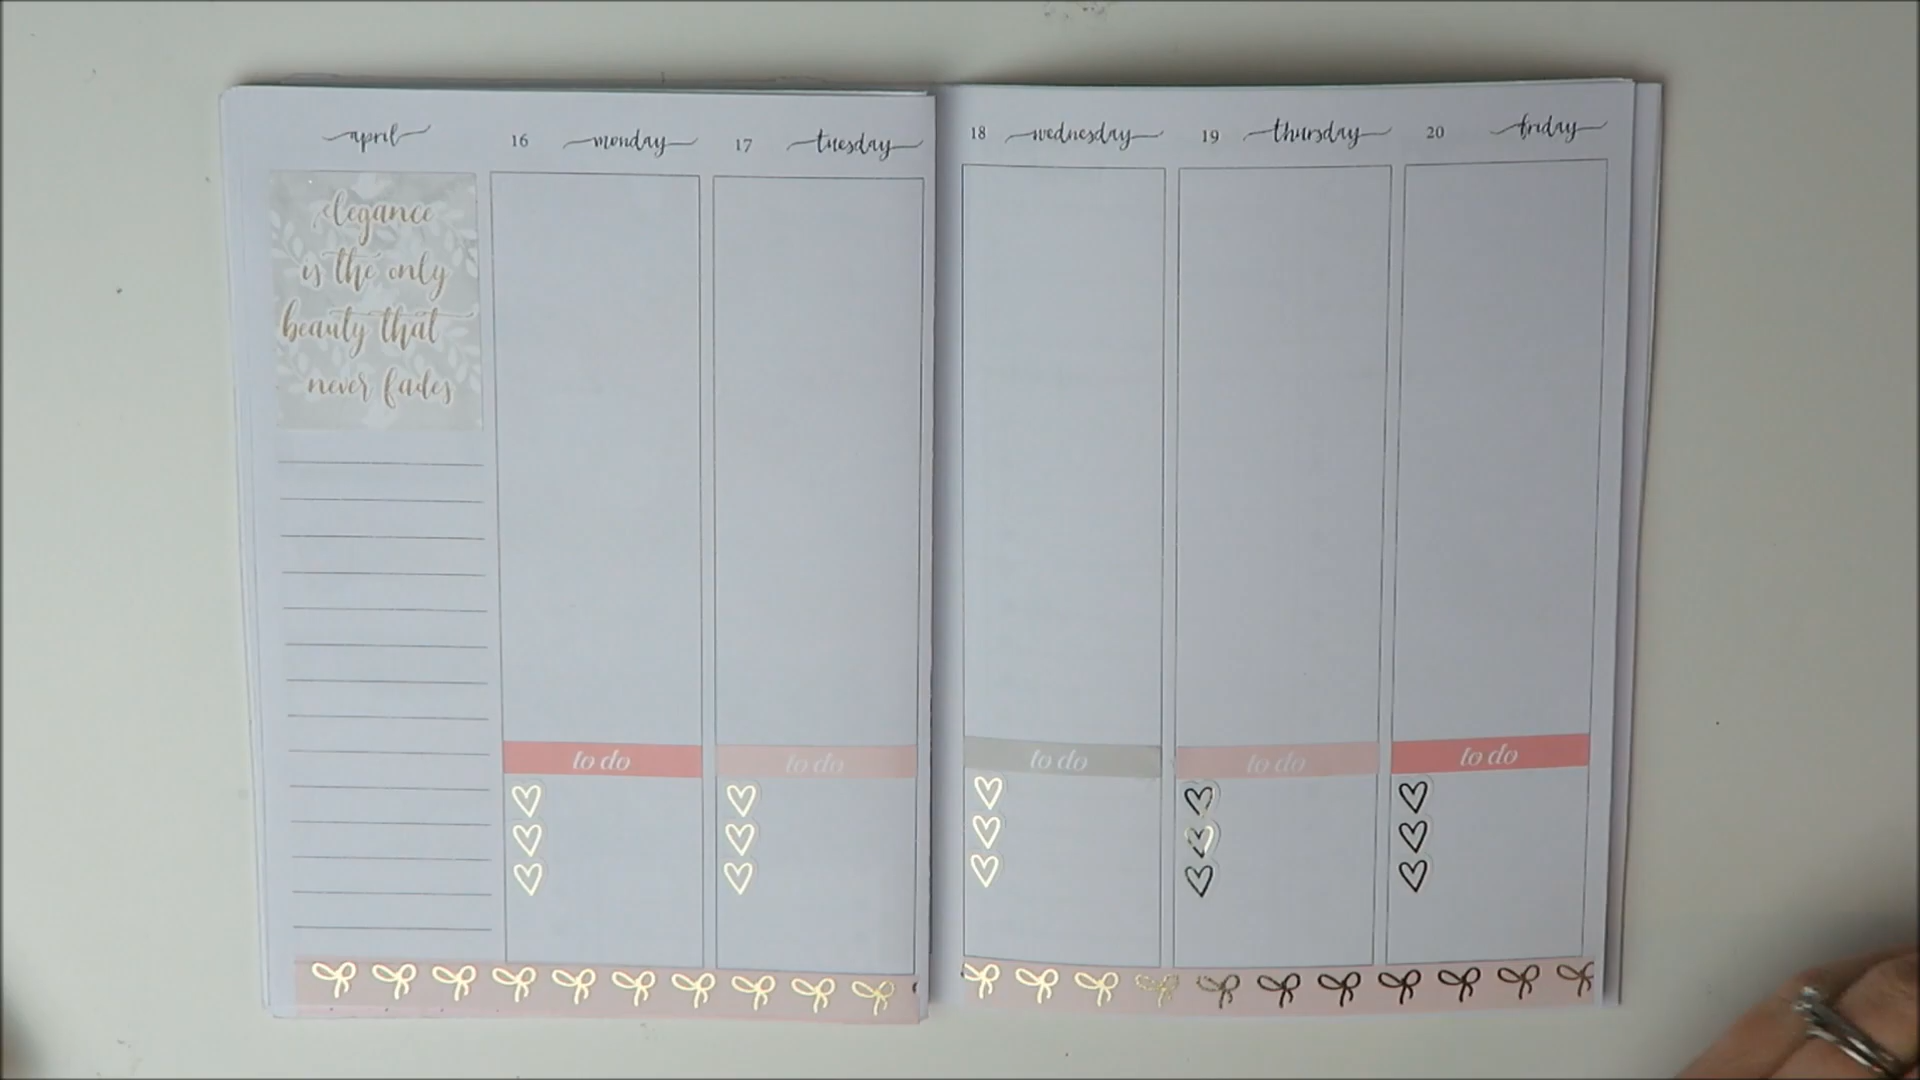 april
16 monday
17 tuesday
18 wednesday
19 thursday
20 friday
elegance
is the only
beauty that
never fades
to do
to do
to do
to do
to do